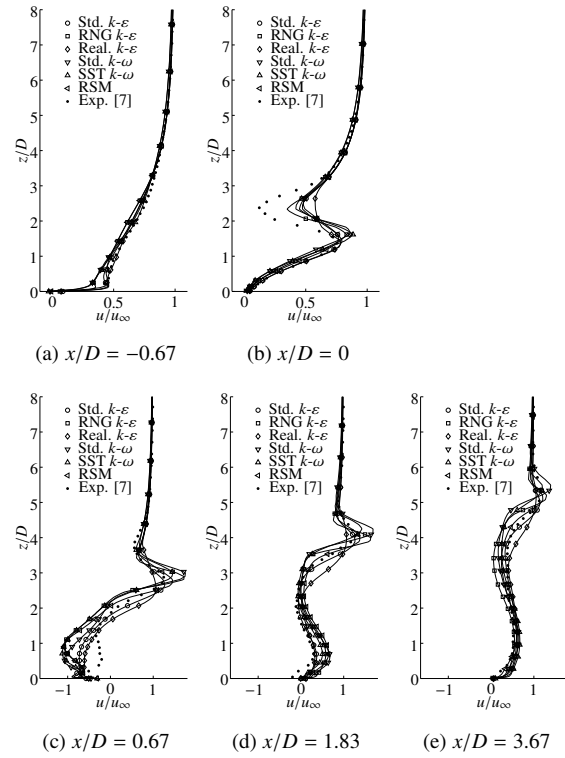 8
7
6
5
4
3
2
1
0
z/D
Std. k-ε
RNG k-ε
Real. k-ε
Std. k-ω
SST k-ω
RSM
Exp. [7]
0 0.5 1
u/u∞
(a) x/D = −0.67
8
7
6
5
4
3
2
1
0
z/D
Std. k-ε
RNG k-ε
Real. k-ε
Std. k-ω
SST k-ω
RSM
Exp. [7]
0 0.5 1
u/u∞
(b) x/D = 0
8
7
6
5
4
3
2
1
0
z/D
Std. k-ε
RNG k-ε
Real. k-ε
Std. k-ω
SST k-ω
RSM
Exp. [7]
−1 0 1
u/u∞
(c) x/D = 0.67
8
7
6
5
4
3
2
1
0
z/D
Std. k-ε
RNG k-ε
Real. k-ε
Std. k-ω
SST k-ω
RSM
Exp. [7]
−1 0 1
u/u∞
(d) x/D = 1.83
8
7
6
5
4
3
2
1
0
z/D
Std. k-ε
RNG k-ε
Real. k-ε
Std. k-ω
SST k-ω
RSM
Exp. [7]
−1 0 1
u/u∞
(e) x/D = 3.67